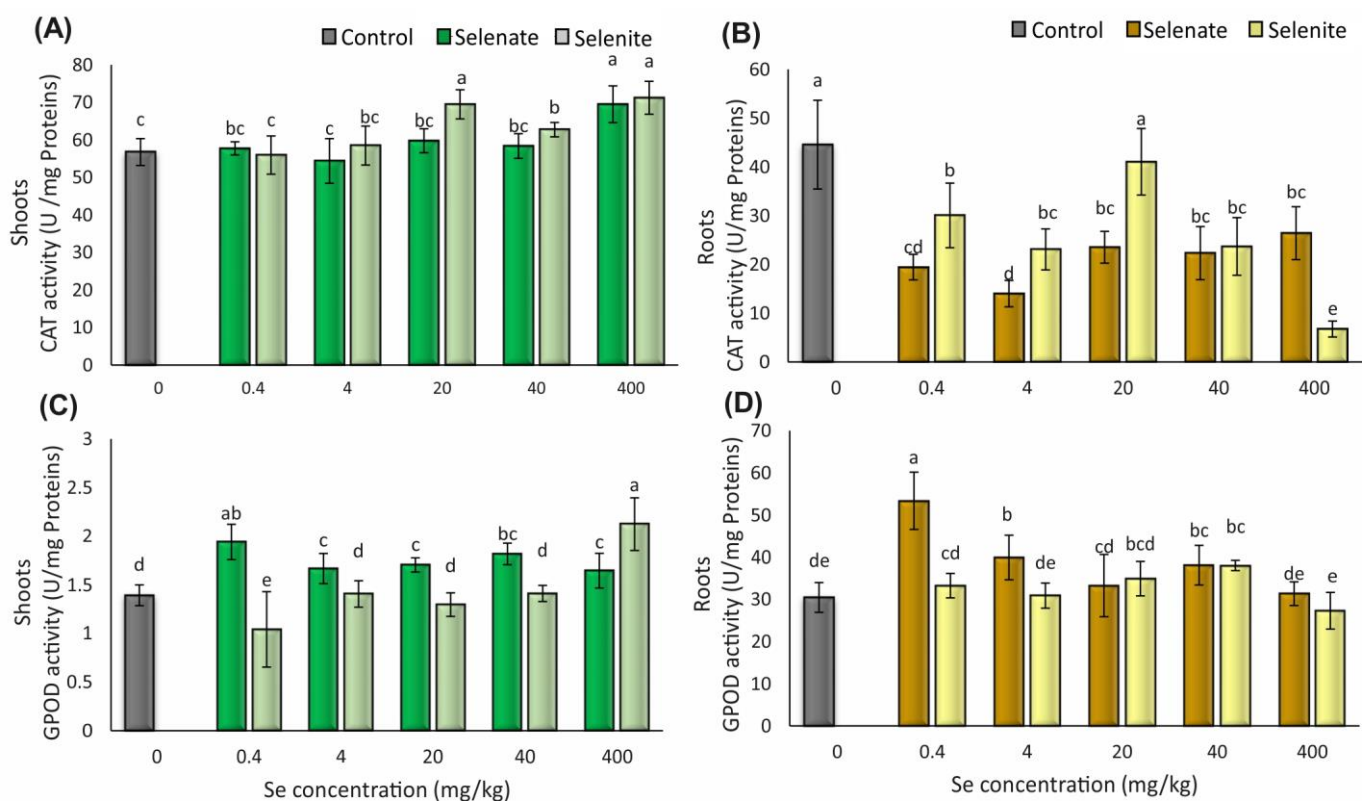 (A)
Control Selenate Selenite
Shoots
CAT activity (U /mg Proteins)
80
70
60
50
40
30
20
10
0
c bc c c bc bc a bc b a a
0 0.4 4 20 40 400
(B)
Control Selenate Selenite
Roots
CAT activity (U/mg Proteins)
60
50
40
30
20
10
0
a cd b d bc bc a bc bc bc e
0 0.4 4 20 40 400
(C)
Shoots
GPOD activity (U/mg Proteins)
3
2.5
2
1.5
1
0.5
0
d ab e c d c d bc d c a
0 0.4 4 20 40 400
Se concentration (mg/kg)
(D)
Roots
GPOD activity (U/mg Proteins)
70
60
50
40
30
20
10
0
de a cd b de cd bcd bc bc de e
0 0.4 4 20 40 400
Se concentration (mg/kg)